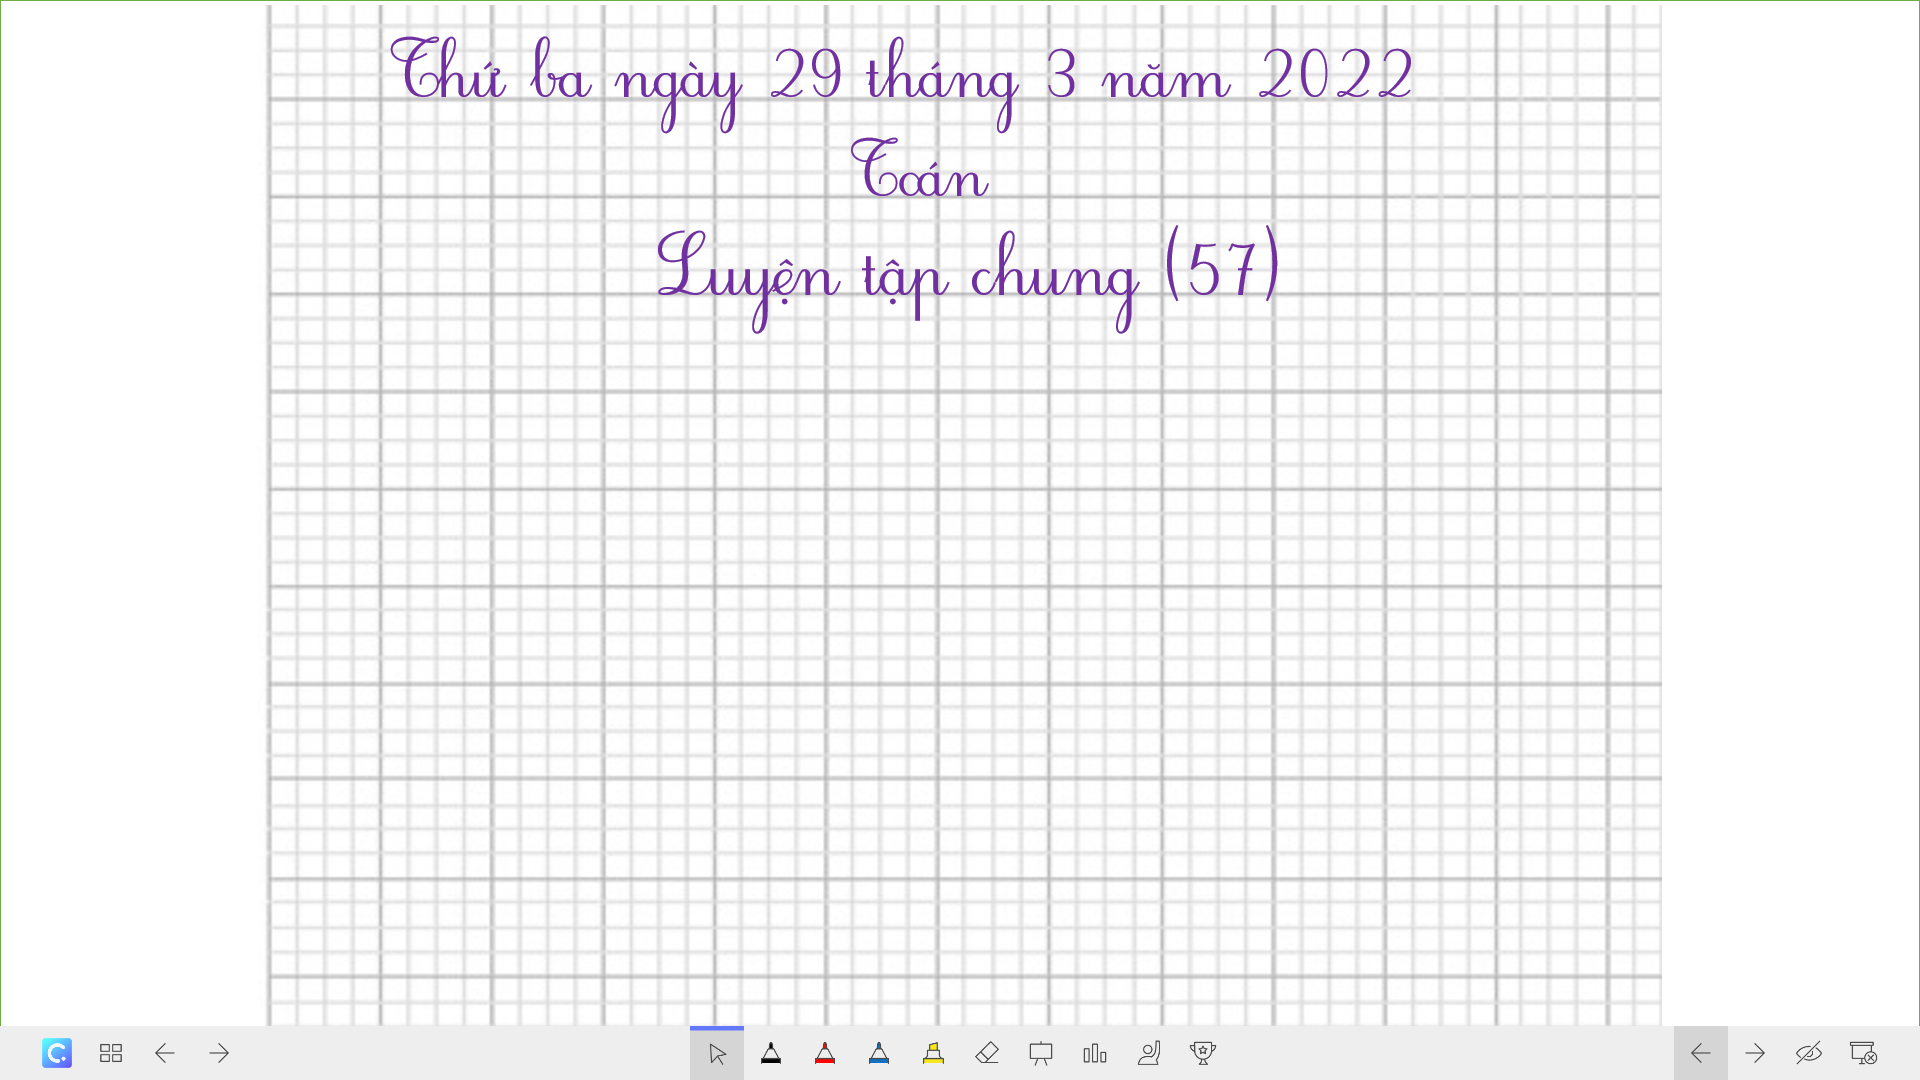 Thứ ba ngày 29 tháng 3 năm 2022
Toán
Luyện tập chung (57)